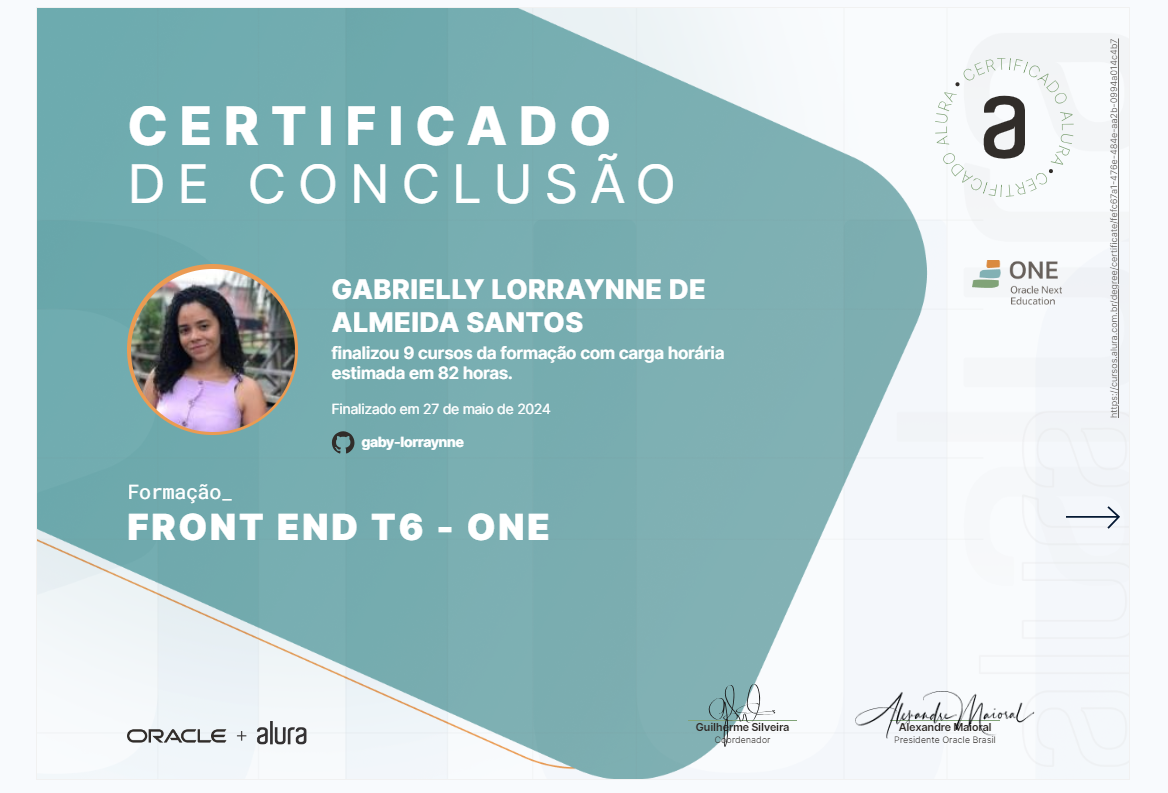 CERTIFICADO
DE CONCLUSÃO
GABRIELLY LORRAYNNE DE
ALMEIDA SANTOS
finalizou 9 cursos da formação com carga horária
estimada em 82 horas.
Finalizado em 27 de maio de 2024
gaby-lorraynne
Formação_
FRONT END T6 - ONE
ORACLE + alura
Guilherme Silveira
Coordenador
Alexandre Maioral
Alexandre Maioral
Presidente Oracle Brasil
CERTIFICADO ALURA • CERTIFICADO ALURA •
a
ONE
Oracle Next
Education
https://cursos.alura.com.br/degree/certificate/fefc67a1-476e-484e-aa2b-0994a014c4b7
alura